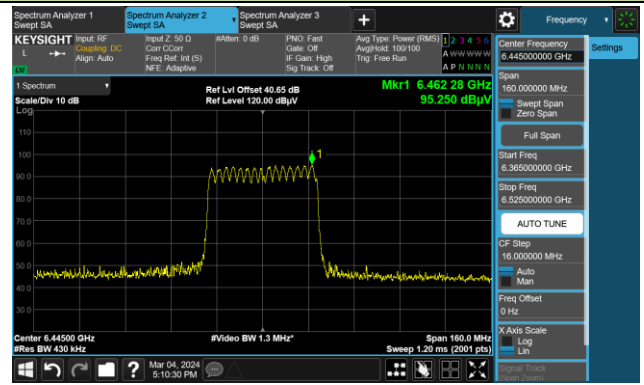 Spectrum Analyzer 1
Swept SA
Spectrum Analyzer 2
Swept SA
Spectrum Analyzer 3
Swept SA
+
Frequency
KEYSIGHT
L
Input: RF
Coupling: DC
Align: Auto
Input Z: 50 Ω
Corr CCorr
Freq Ref: Int (S)
NFE: Adaptive
#Atten: 0 dB
PNO: Fast
Gate: Off
IF Gain: High
Sig Track: Off
Avg Type: Power (RMS)
Avg|Hold: 100/100
Trig: Free Run
1 2 3 4 5 6
A W W W W W
A P N N N N
1 Spectrum
Scale/Div 10 dB
Log
Ref Lvl Offset 40.65 dB
Ref Level 120.00 dBµV
Mkr1 6.462 28 GHz
95.250 dBµV
110
100
90.0
80.0
70.0
60.0
50.0
40.0
30.0
1
Center 6.44500 GHz
#Res BW 430 kHz
#Video BW 1.3 MHz*
Span 160.0 MHz
Sweep 1.20 ms (2001 pts)
Mar 04, 2024
5:10:30 PM
Center Frequency
6.445000000 GHz
Settings
Span
160.000000 MHz
Swept Span
Zero Span
Full Span
Start Freq
6.365000000 GHz
Stop Freq
6.525000000 GHz
AUTO TUNE
CF Step
16.000000 MHz
Auto
Man
Freq Offset
0 Hz
X Axis Scale
Log
Lin
Signal Track
(Span Zoom)